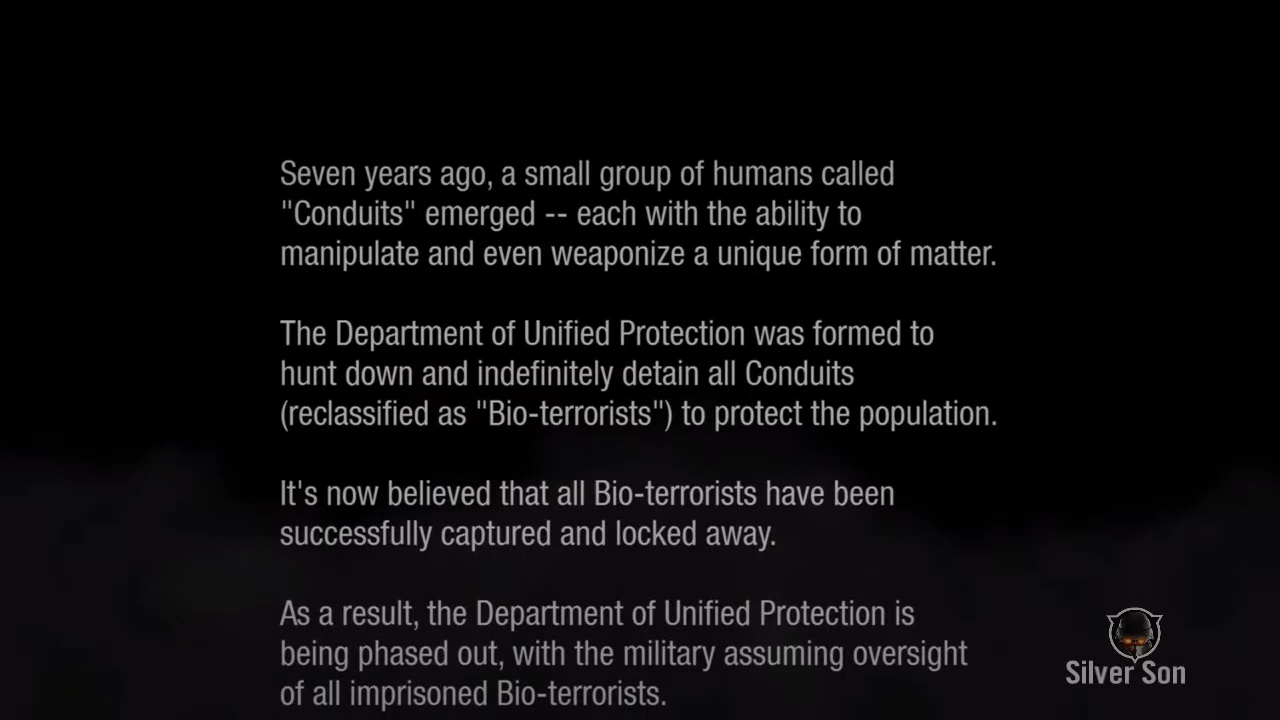 Seven years ago, a small group of humans called
"Conduits" emerged -- each with the ability to
manipulate and even weaponize a unique form of matter.
The Department of Unified Protection was formed to
hunt down and indefinitely detain all Conduits
(reclassified as "Bio-terrorists") to protect the population.
It's now believed that all Bio-terrorists have been
successfully captured and locked away.
As a result, the Department of Unified Protection is
being phased out, with the military assuming oversight
of all imprisoned Bio-terrorists.
Silver Son